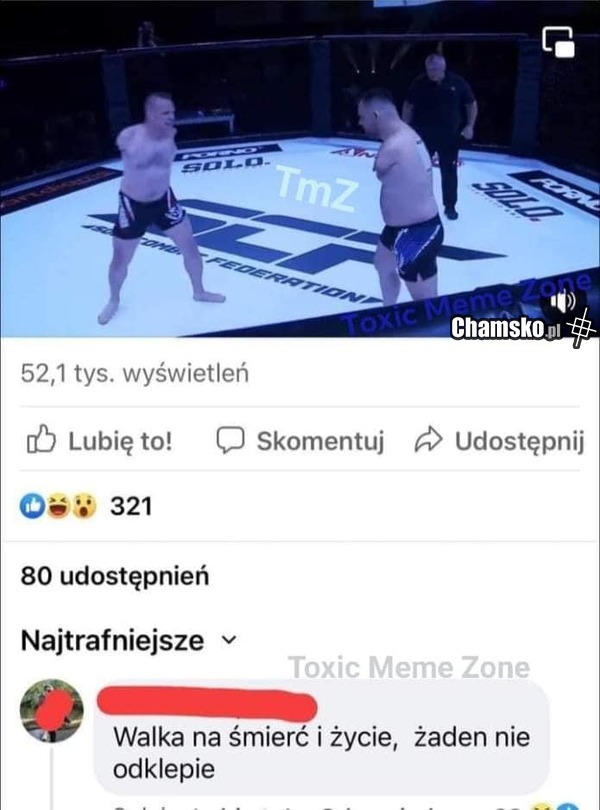 SOLO.
TmZ
SOLO.
FEDERATION
Toxic Meme Zone
Chamsko.pl
52,1 tys. wyświetleń
Lubię to! Skomentuj Udostępnij
321
80 udostępnień
Najtrafniejsze
Toxic Meme Zone
Walka na śmierć i życie, żaden nie
odklepie